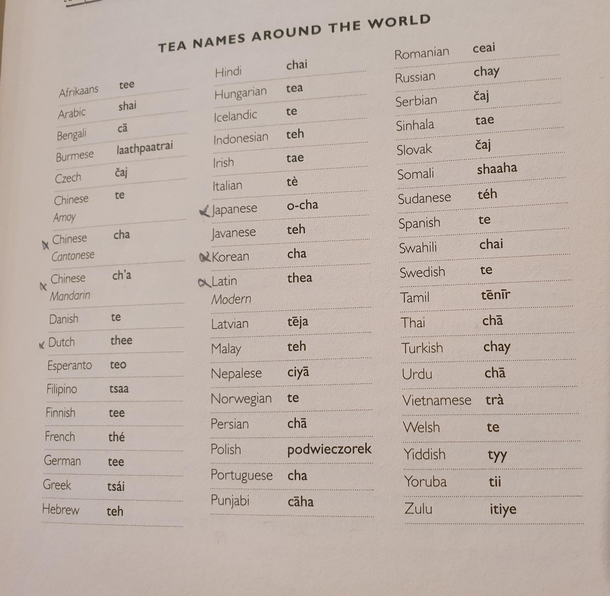 TEA NAMES AROUND THE WORLD
Afrikaans tee
Arabic shai
Bengali cā
Burmese laathpaatrai
Czech čaj
Chinese te
Amoy
Chinese cha
Cantonese
Chinese ch'a
Mandarin
Danish te
Dutch thee
Esperanto teo
Filipino tsaa
Finnish tee
French thé
German tee
Greek tsái
Hebrew teh
Hindi chai
Hungarian tea
Icelandic te
Indonesian teh
Irish tae
Italian tè
Japanese o-cha
Javanese teh
Korean cha
Latin thea
Modern
Latvian tēja
Malay teh
Nepalese ciyā
Norwegian te
Persian chā
Polish podwieczorek
Portuguese cha
Punjabi cāha
Romanian ceai
Russian chay
Serbian čaj
Sinhala tae
Slovak čaj
Somali shaaha
Sudanese téh
Spanish te
Swahili chai
Swedish te
Tamil tēnīr
Thai chā
Turkish chay
Urdu chā
Vietnamese trà
Welsh te
Yiddish tyy
Yoruba tii
Zulu itiye